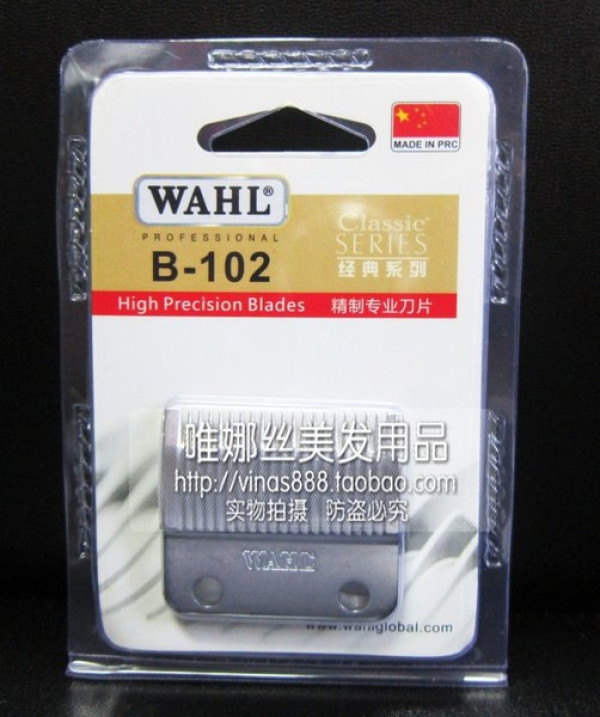 MADE IN PRC
WAHL®
PROFESSIONAL
B-102
Classic®
SERIES
经典系列
High Precision Blades
精制专业刀片
唯娜丝美发用品
http://vinas888.taobao.com
实物拍摄 防盗必究
WAHL
www.wahlglobal.com